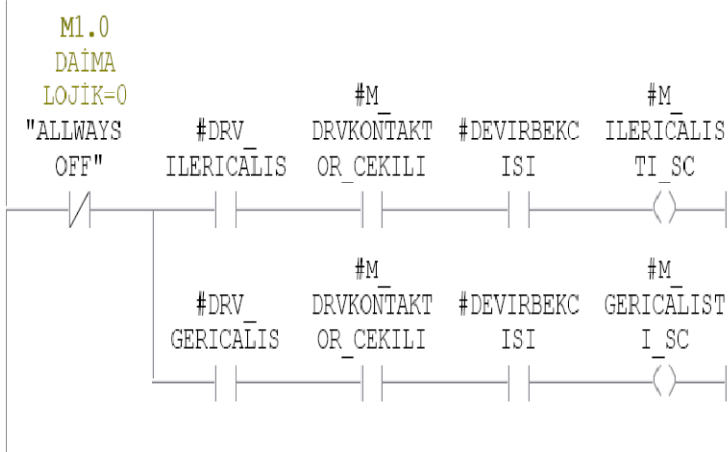 M1.0
DAİMA
LOJİK=0
"ALLWAYS
OFF"
#DRV_
ILERICALIS
#M_
DRVKONTAKT
OR_CEKILI
#DEVIRBEKC
ISI
#M_
ILERICALIS
TI_SC
#DRV_
GERICALIS
#M_
DRVKONTAKT
OR_CEKILI
#DEVIRBEKC
ISI
#M_
GERICALIST
I_SC